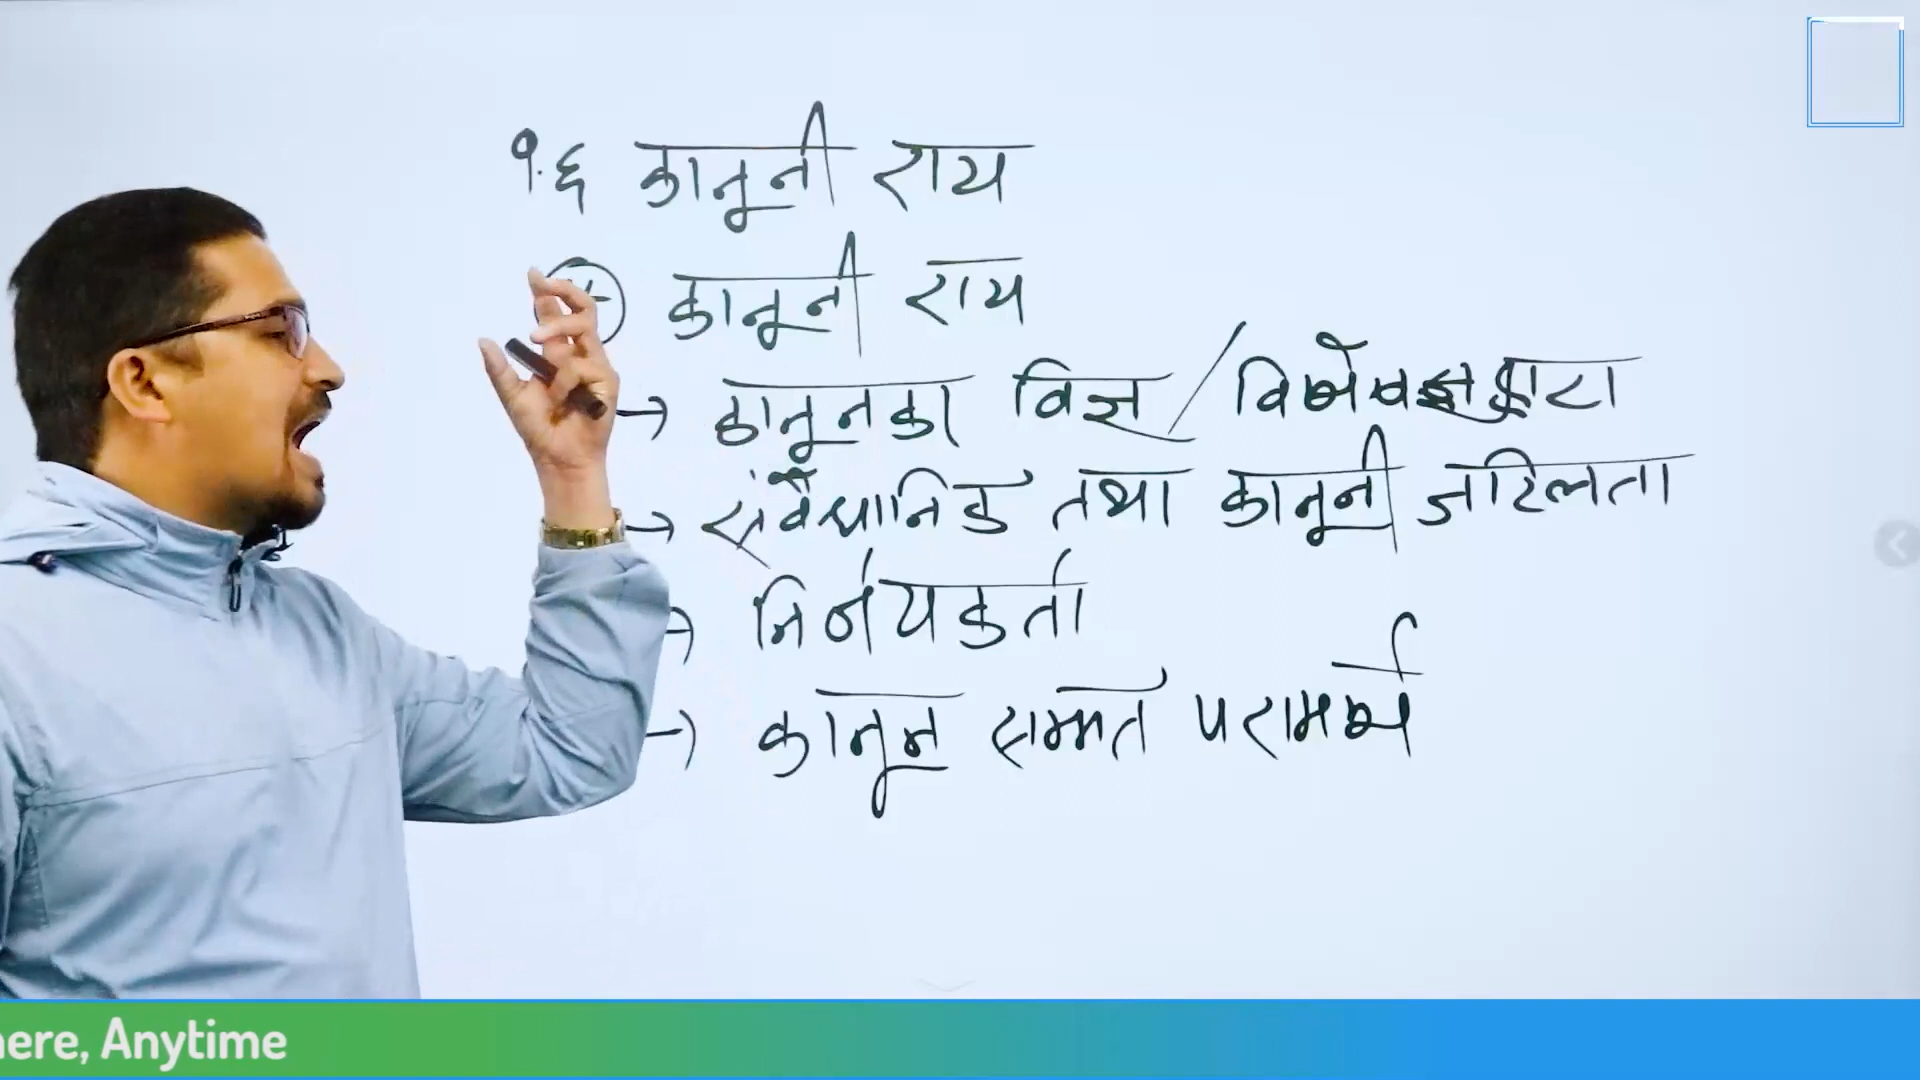 १.६ कानूनी राय
कानूनी राय
→ कानूनका विज्ञ / विशेषज्ञद्वारा
→ संवैधानिक तथा कानूनी जटिलता
→ निर्णयकर्ता
→ कानून सम्मत परामर्श
here, Anytime